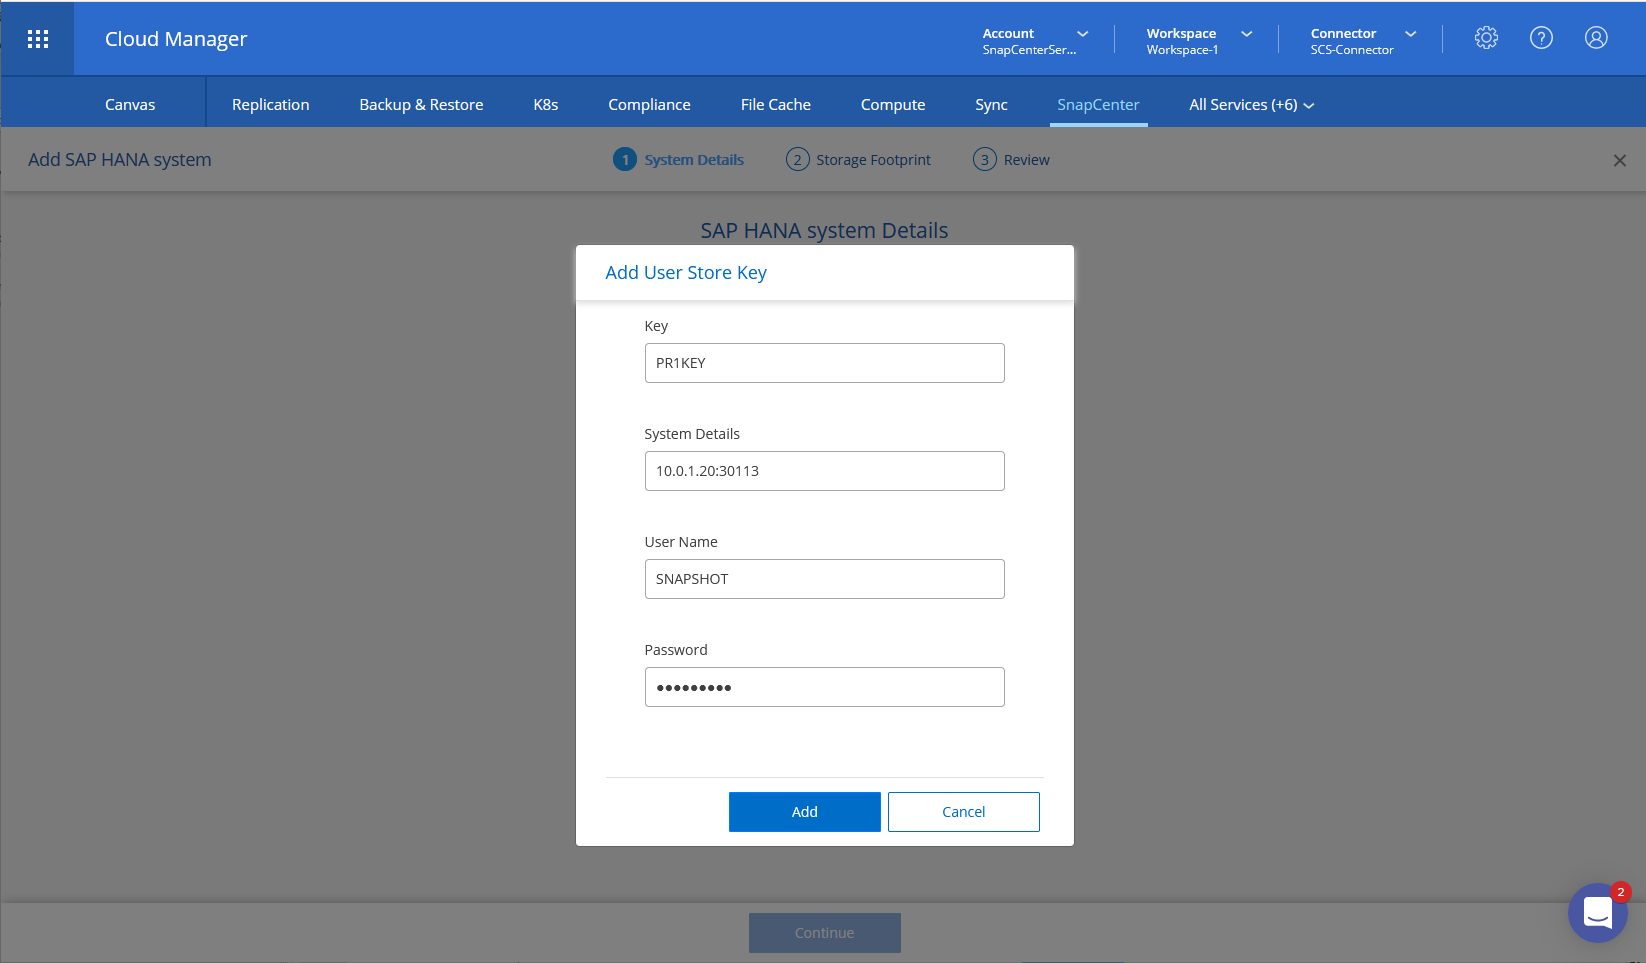 Cloud Manager
Account
SnapCenterSer...
Workspace
Workspace-1
Connector
SCS-Connector
?
Canvas
Replication
Backup & Restore
K8s
Compliance
File Cache
Compute
Sync
SnapCenter
All Services (+6)
Add SAP HANA system
1 System Details
2 Storage Footprint
3 Review
SAP HANA system Details
Add User Store Key
Key
PR1KEY
System Details
10.0.1.20:30113
User Name
SNAPSHOT
Password
•••••••••
Add
Cancel
2
Continue